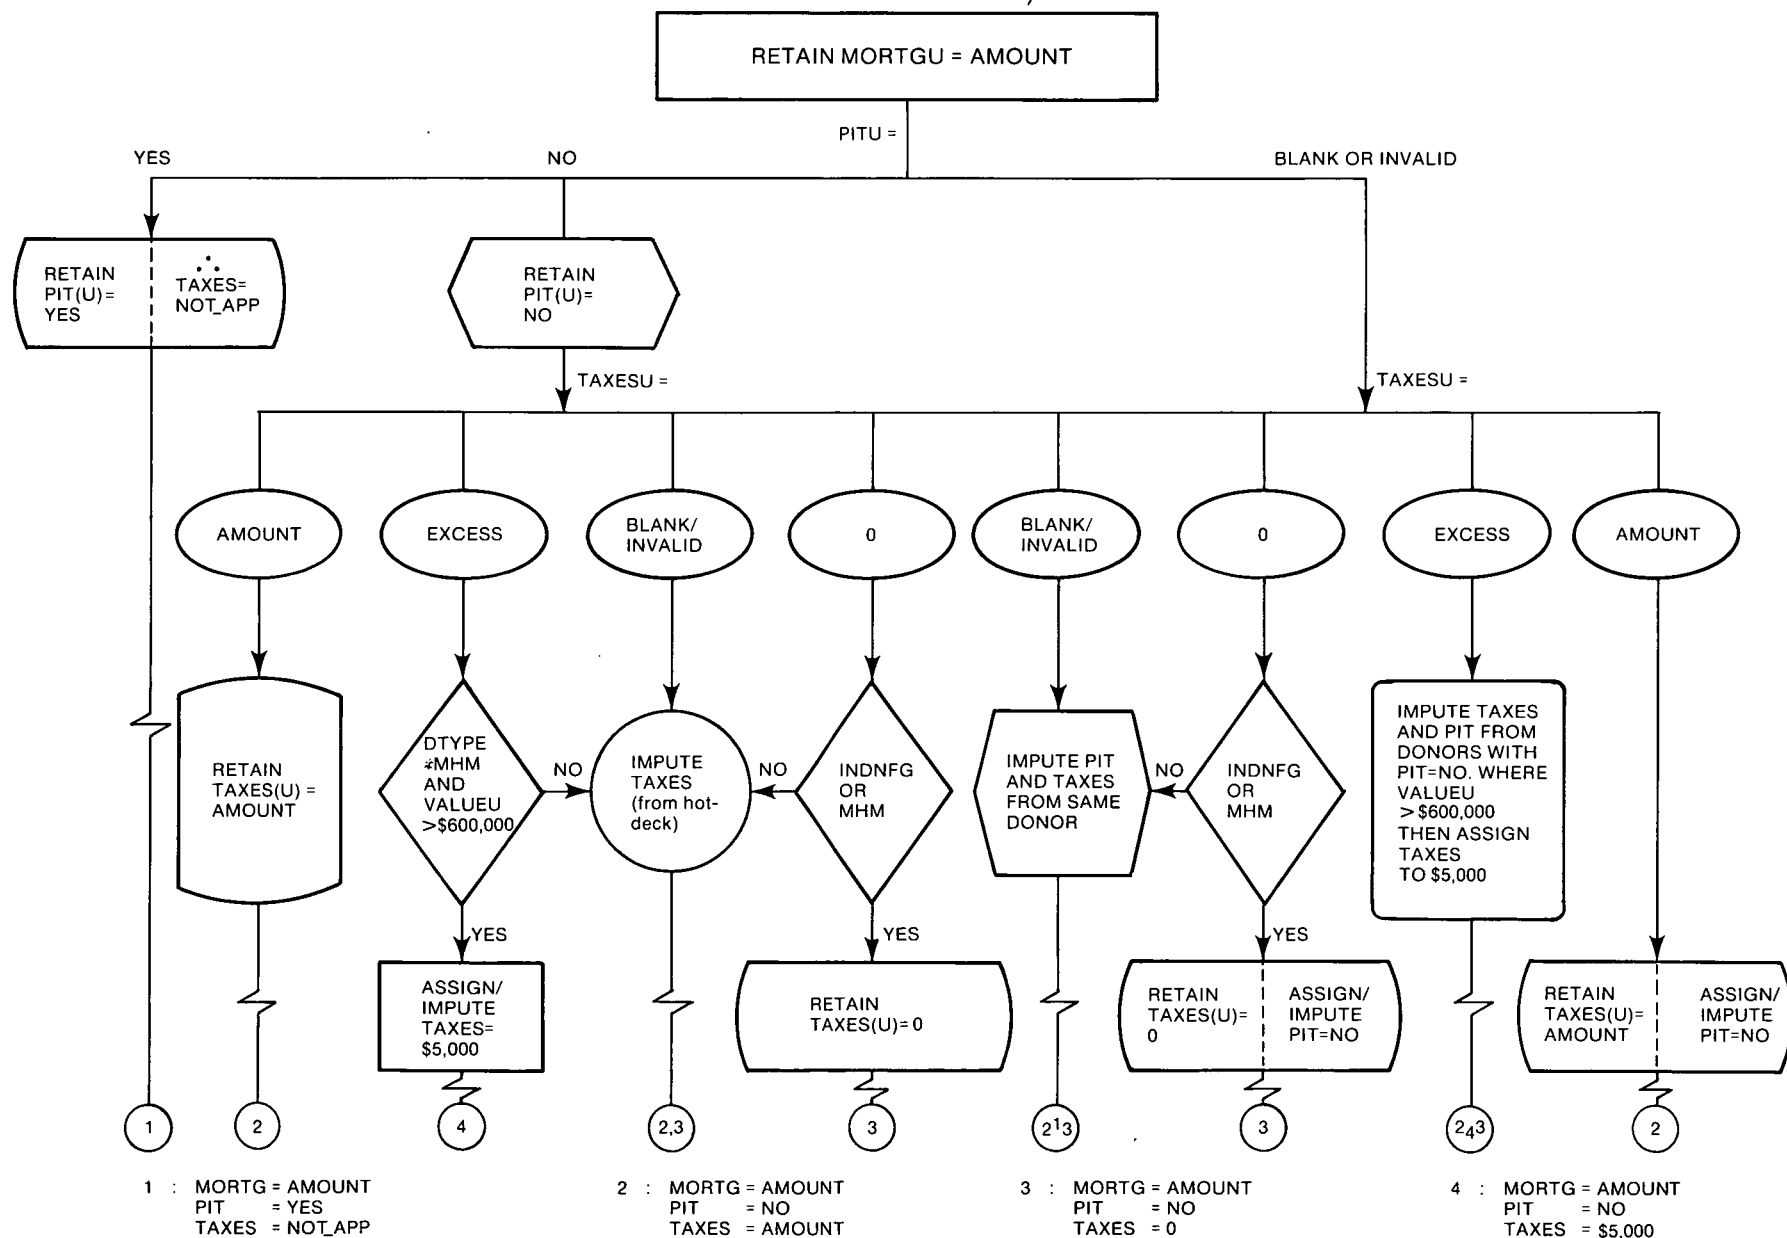 RETAIN MORTGU = AMOUNT
PITU =
YES
NO
BLANK OR INVALID
RETAIN
PIT(U)=
YES
∴
TAXES=
NOT_APP
RETAIN
PIT(U)=
NO
TAXESU =
TAXESU =
AMOUNT
EXCESS
BLANK/
INVALID
0
BLANK/
INVALID
0
EXCESS
AMOUNT
RETAIN
TAXES(U) =
AMOUNT
DTYPE
≠MHM
AND
VALUEU
>$600,000
NO
IMPUTE
TAXES
(from hot-
deck)
NO
INDNFG
OR
MHM
IMPUTE PIT
AND TAXES
FROM SAME
DONOR
NO
INDNFG
OR
MHM
IMPUTE TAXES
AND PIT FROM
DONORS WITH
PIT=NO. WHERE
VALUEU
>$600,000
THEN ASSIGN
TAXES
TO $5,000
YES
YES
YES
ASSIGN/
IMPUTE
TAXES=
$5,000
RETAIN
TAXES(U)=0
RETAIN
TAXES(U)=
0
ASSIGN/
IMPUTE
PIT=NO
RETAIN
TAXES(U)=
AMOUNT
ASSIGN/
IMPUTE
PIT=NO
1
2
4
2,3
3
2¹3
3
2₄3
2
1 : MORTG = AMOUNT
PIT = YES
TAXES = NOT_APP
2 : MORTG = AMOUNT
PIT = NO
TAXES = AMOUNT
3 : MORTG = AMOUNT
PIT = NO
TAXES = 0
4 : MORTG = AMOUNT
PIT = NO
TAXES = $5,000